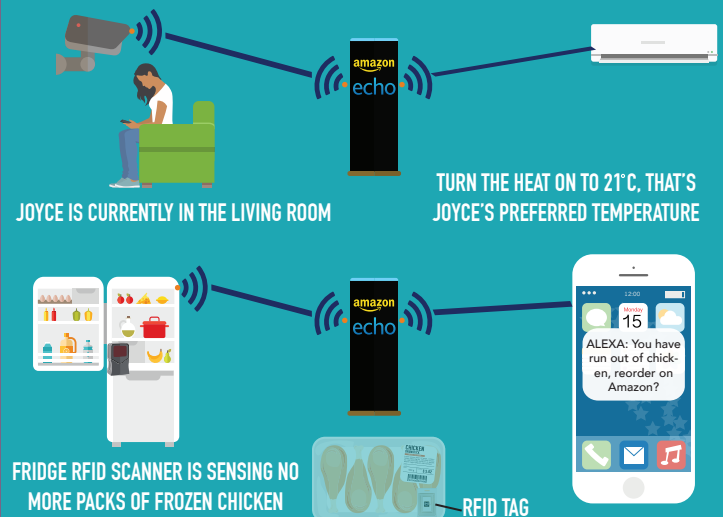 amazon
echo
JOYCE IS CURRENTLY IN THE LIVING ROOM
TURN THE HEAT ON TO 21°C, THAT'S
JOYCE'S PREFERRED TEMPERATURE
amazon
echo
12:00
Monday
15
ALEXA: You have
run out of chick-
en, reorder on
Amazon?
FRIDGE RFID SCANNER IS SENSING NO
MORE PACKS OF FROZEN CHICKEN
CHICKEN
RFID TAG